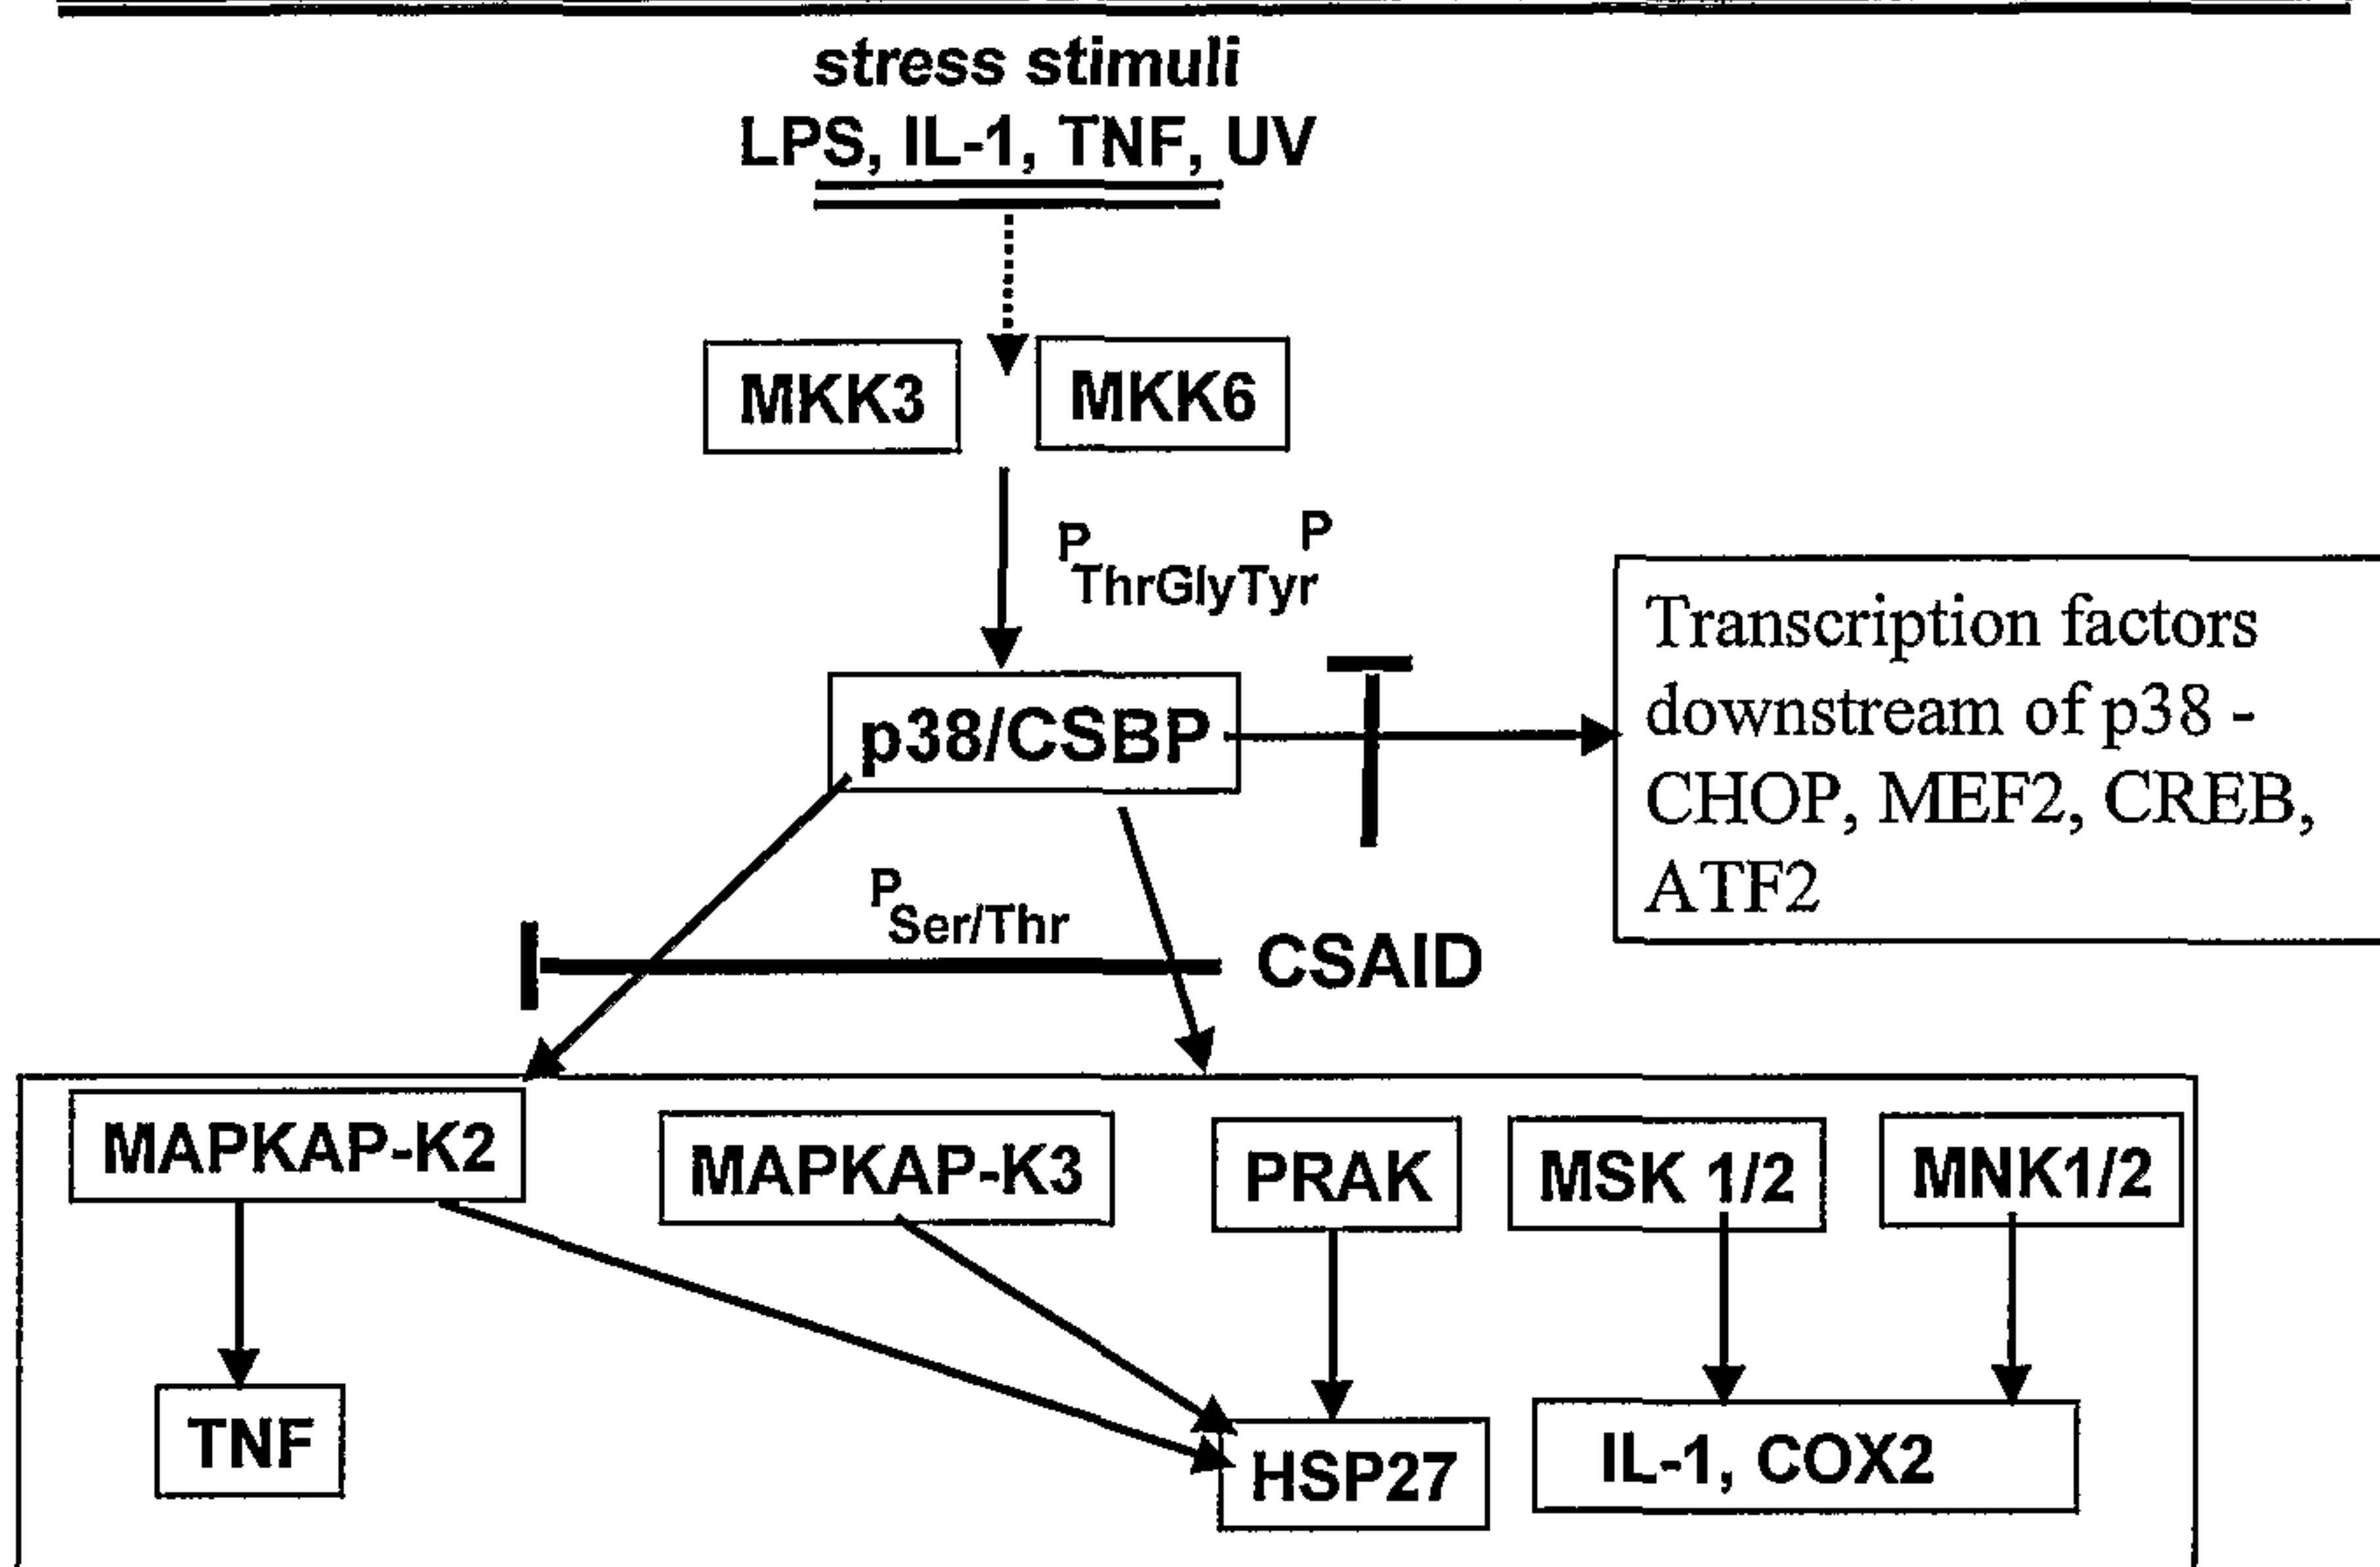 stress stimuli
LPS, IL-1, TNF, UV
MKK3
MKK6
P P
ThrGlyTyr
p38/CSBP
Transcription factors
downstream of p38 -
CHOP, MEF2, CREB,
ATF2
P
Ser/Thr
CSAID
MAPKAP-K2
MAPKAP-K3
PRAK
MSK 1/2
MNK1/2
TNF
HSP27
IL-1, COX2